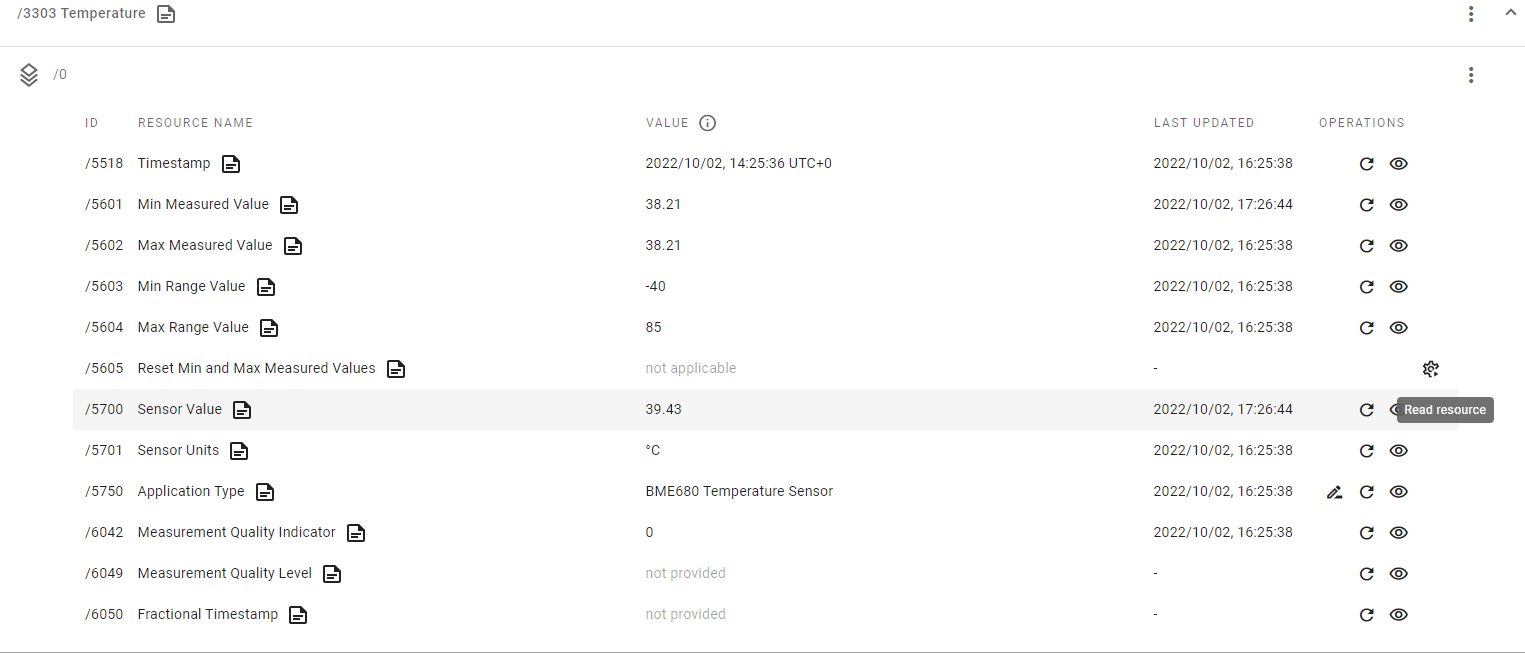 /3303 Temperature
/0
ID RESOURCE NAME VALUE LAST UPDATED OPERATIONS
/5518 Timestamp 2022/10/02, 14:25:36 UTC+0 2022/10/02, 16:25:38
/5601 Min Measured Value 38.21 2022/10/02, 17:26:44
/5602 Max Measured Value 38.21 2022/10/02, 16:25:38
/5603 Min Range Value -40 2022/10/02, 16:25:38
/5604 Max Range Value 85 2022/10/02, 16:25:38
/5605 Reset Min and Max Measured Values not applicable -
/5700 Sensor Value 39.43 2022/10/02, 17:26:44 Read resource
/5701 Sensor Units °C 2022/10/02, 16:25:38
/5750 Application Type BME680 Temperature Sensor 2022/10/02, 16:25:38
/6042 Measurement Quality Indicator 0 2022/10/02, 16:25:38
/6049 Measurement Quality Level not provided -
/6050 Fractional Timestamp not provided -